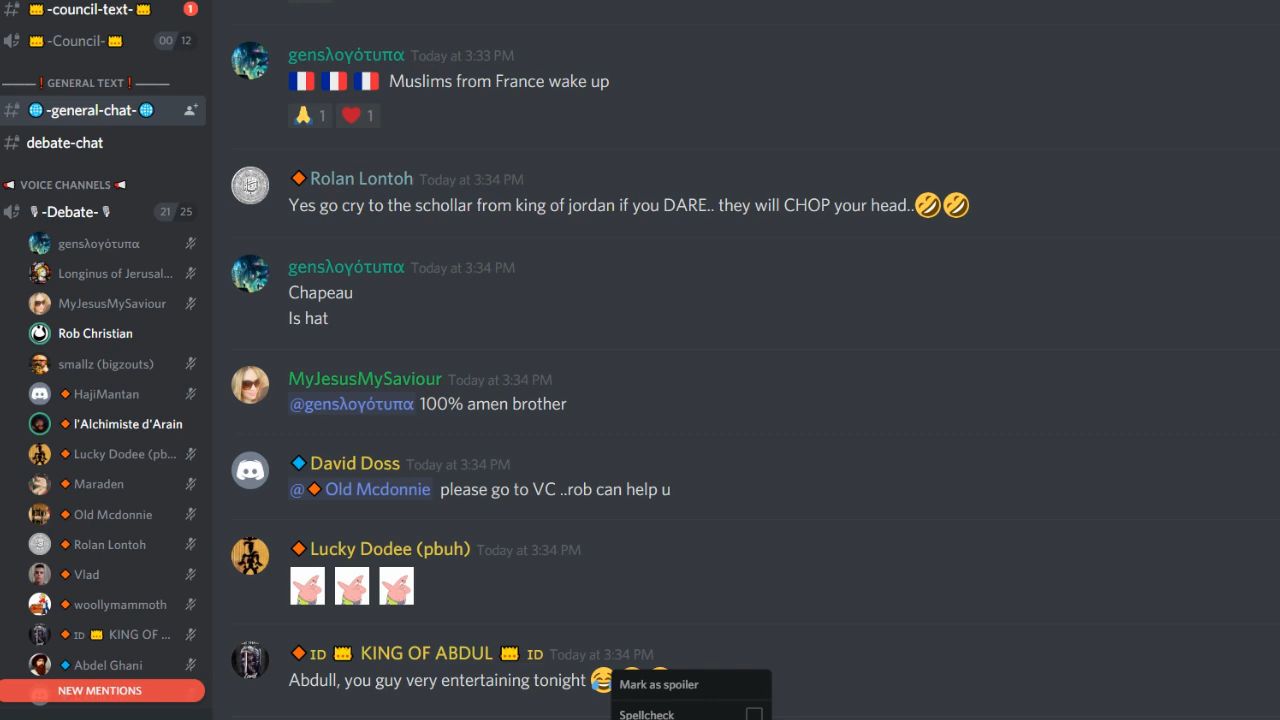 -council-text-
1
-Council-
00 12
GENERAL TEXT
-general-chat-
debate-chat
VOICE CHANNELS
-Debate-
21 25
gensλογότυπα
Longinus of Jerusal...
MyJesusMySaviour
Rob Christian
smallz (bigzouts)
HajiMantan
l'Alchimiste d'Arain
Lucky Dodee (pb...
Maraden
Old Mcdonnie
Rolan Lontoh
Vlad
woollymammoth
ID KING OF ...
Abdel Ghani
NEW MENTIONS
gensλογότυπα Today at 3:33 PM
Muslims from France wake up
1 1
Rolan Lontoh Today at 3:34 PM
Yes go cry to the schollar from king of jordan if you DARE.. they will CHOP your head..
gensλογότυπα Today at 3:34 PM
Chapeau
Is hat
MyJesusMySaviour Today at 3:34 PM
@gensλογότυπα 100% amen brother
David Doss Today at 3:34 PM
@Old Mcdonnie please go to VC ..rob can help u
Lucky Dodee (pbuh) Today at 3:34 PM
ID KING OF ABDUL ID Today at 3:34 PM
Abdull, you guy very entertaining tonight
Mark as spoiler
Spellcheck